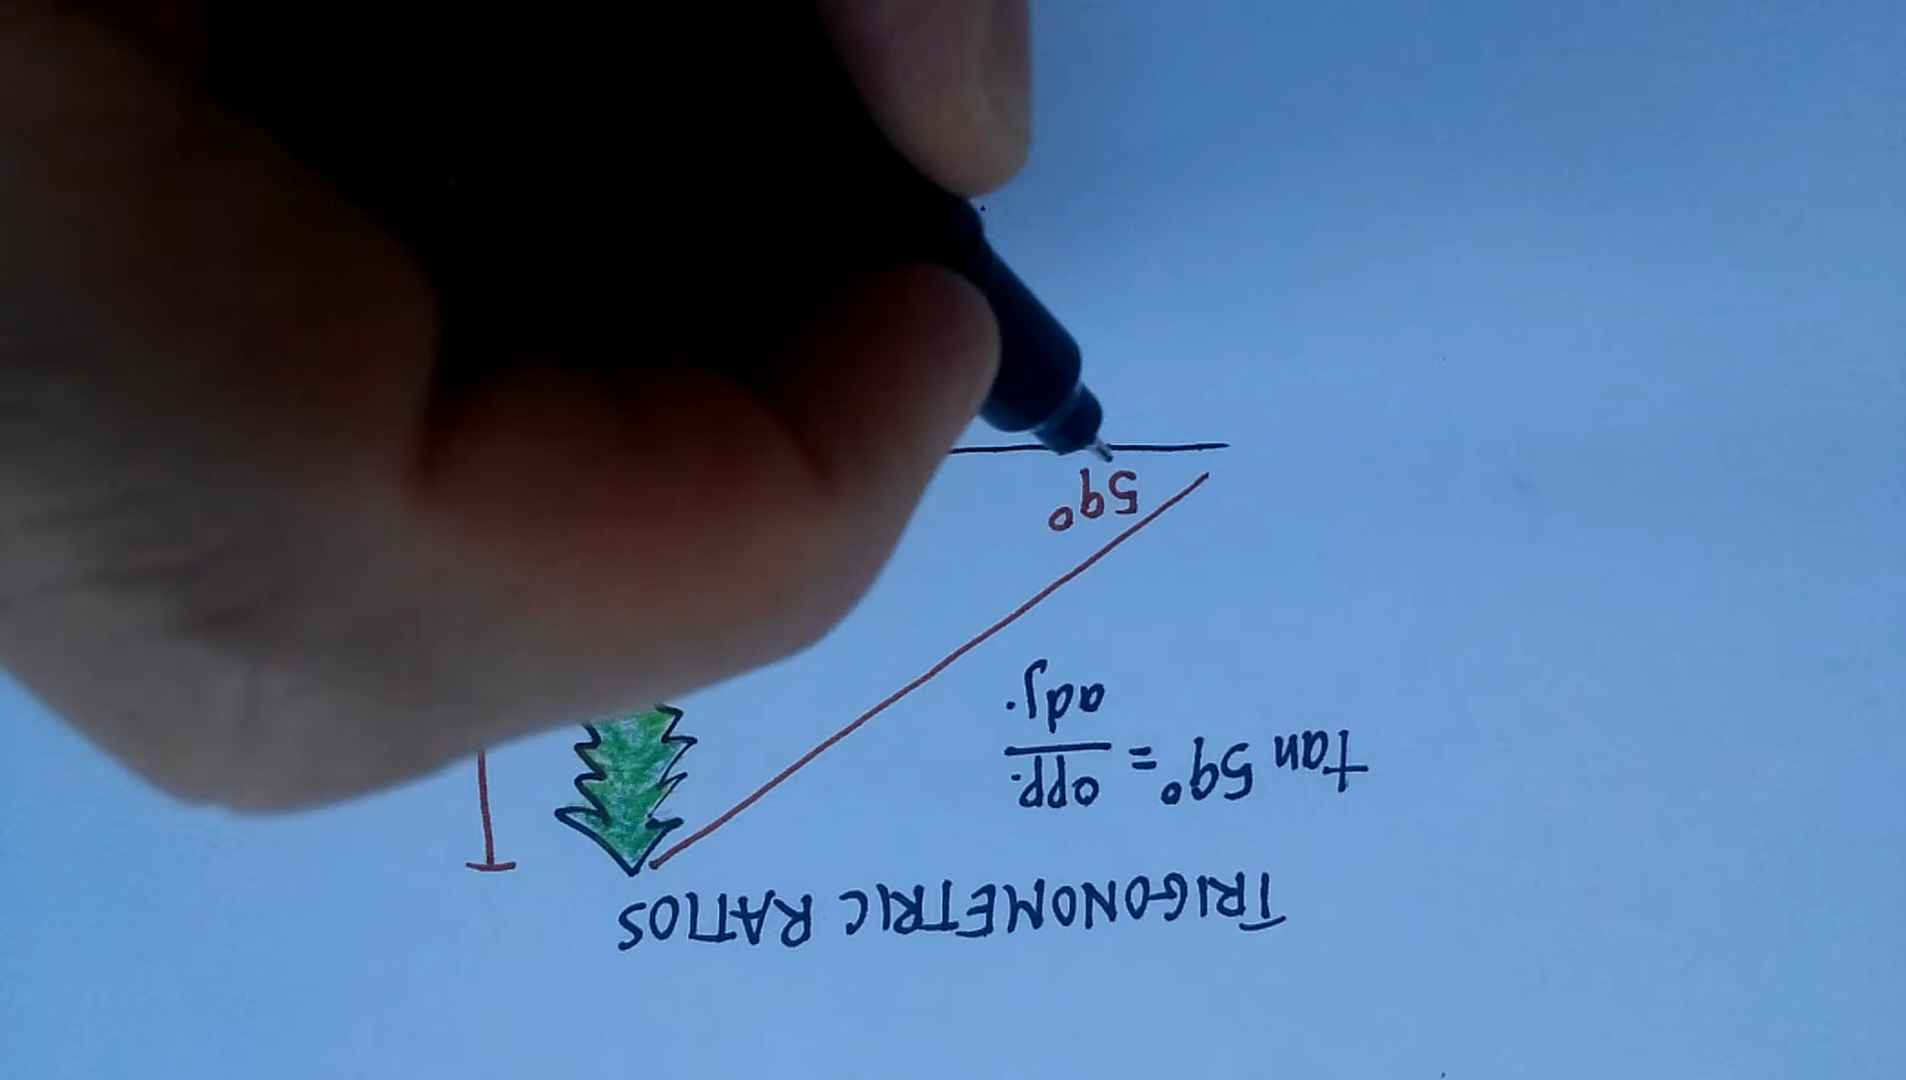 TRIGONOMETRIC RATIOS
tan 59° = opp.
adj.
59°